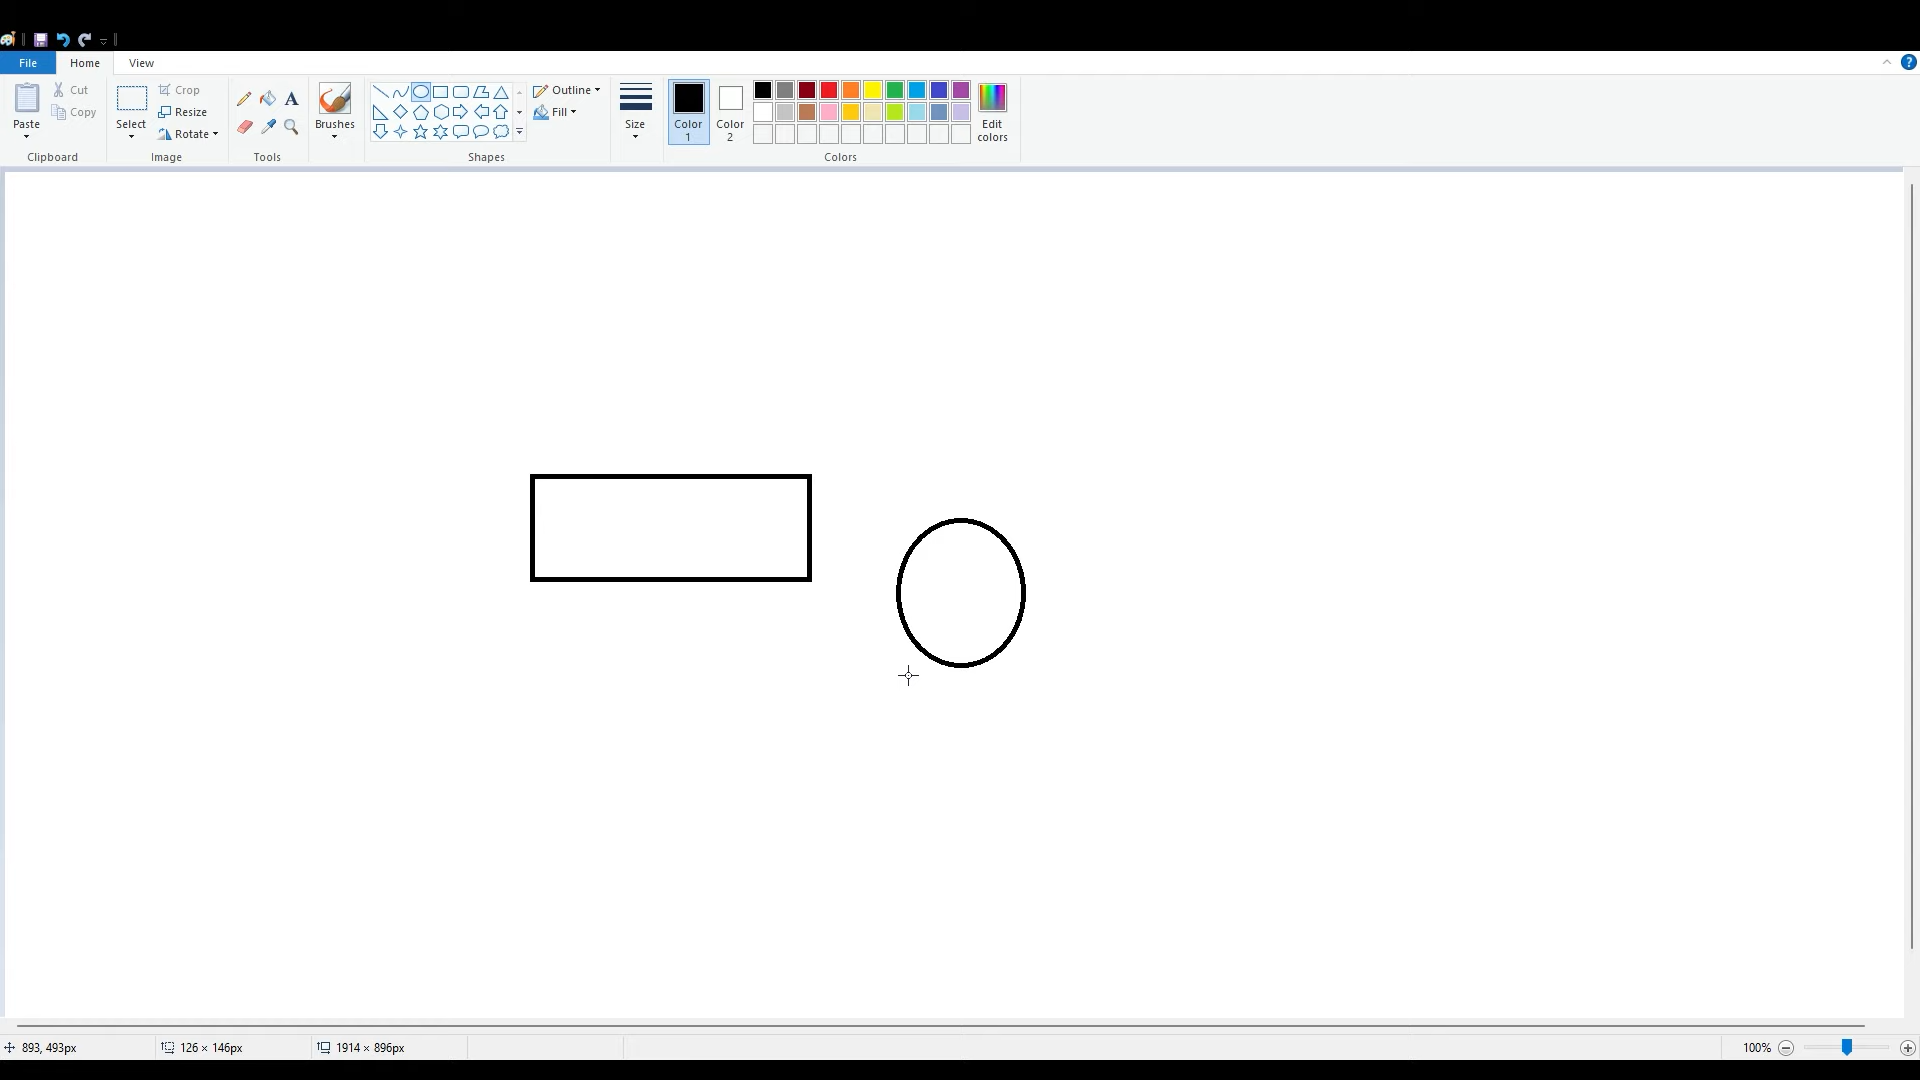 File Home View
Cut
Copy
Paste
Clipboard
Select
Crop
Resize
Rotate
Image
A
Tools
Brushes
Outline
Fill
Shapes
Size
Color 1
Color 2
Edit colors
Colors
893, 493px 126 × 146px 1914 × 896px 100%